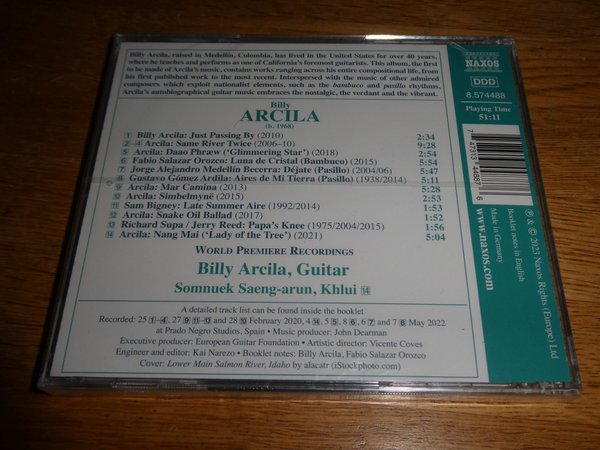 Billy Arcila, raised in Medellín, Colombia, has lived in the United States for over 40 years,
where he teaches and performs as one of California's foremost guitarists. This album, the first
to be made of Arcila's music, contains works ranging across his entire compositional life, from
his first published work to the most recent. Interspersed with the music of other admired
composers which exploit nationalist elements, such as the bambuco and pasillo rhythms,
Arcila's autobiographical guitar music embraces the nostalgic, the verdant and the vibrant.
Billy
ARCILA
(b. 1968)
1 Billy Arcila: Just Passing By (2010) 2:34
2–4 Arcila: Same River Twice (2006–10) 9:28
5 Arcila: Daao Phraw ('Glimmering Star') (2018) 2:54
6 Fabio Salazar Orozco: Luna de Cristal (Bambuco) (2015) 5:54
7 Jorge Alejandro Medellín Becerra: Déjate (Pasillo) (2004/06) 5:47
8 Gustavo Gómez Ardila: Aires de Mi Tierra (Pasillo) (1938/2014) 5:11
9 Arcila: Mar Camina (2013) 5:28
10 Arcila: Simbelmynë (2015) 2:53
11 Sam Bigney: Late Summer Aire (1992/2014) 1:53
12 Arcila: Snake Oil Ballad (2017) 1:52
13 Richard Supa / Jerry Reed: Papa's Knee (1975/2004/2015) 1:56
14 Arcila: Nang Mai ('Lady of the Tree') (2021) 5:04
World Premiere Recordings
Billy Arcila, Guitar
Somnuek Saeng-arun, Khlui 14
A detailed track list can be found inside the booklet
Recorded: 25 1–4, 27 9 11–13 and 28 10 February 2020, 4 14, 5 5, 8 6, 6 7 and 7 8 May 2022
at Prado Negro Studios, Spain • Music producer: John Dearman
Executive producer: European Guitar Foundation • Artistic director: Vicente Coves
Engineer and editor: Kai Narezo • Booklet notes: Billy Arcila, Fabio Salazar Orozco
Cover: Lower Main Salmon River, Idaho by alacatr (iStockphoto.com)
NAXOS
DDD
8.574488
Playing Time
51:11
7 47313 44887 6
www.naxos.com
Made in Germany
Booklet notes in English
℗ & © 2023 Naxos Rights (Europe) Ltd